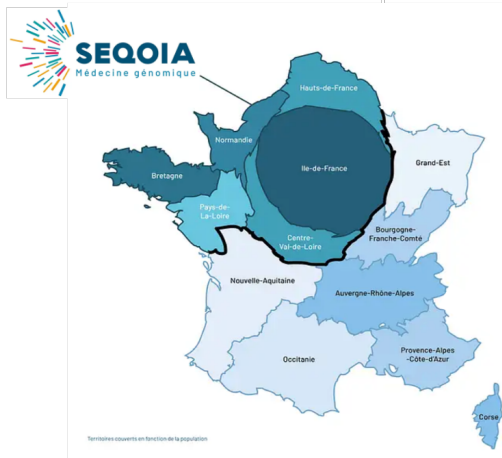 SEQOIA
Médecine génomique
Hauts-de-France
Normandie
Ile-de-France
Grand-Est
Bretagne
Pays-de-
La-Loire
Bourgogne-
Franche-Comté
Centre-
Val-de-Loire
Nouvelle-Aquitaine
Auvergne-Rhône-Alpes
Occitanie
Provence-Alpes
-Côte-d'Azur
Corse
Territoires couverts en fonction de la population